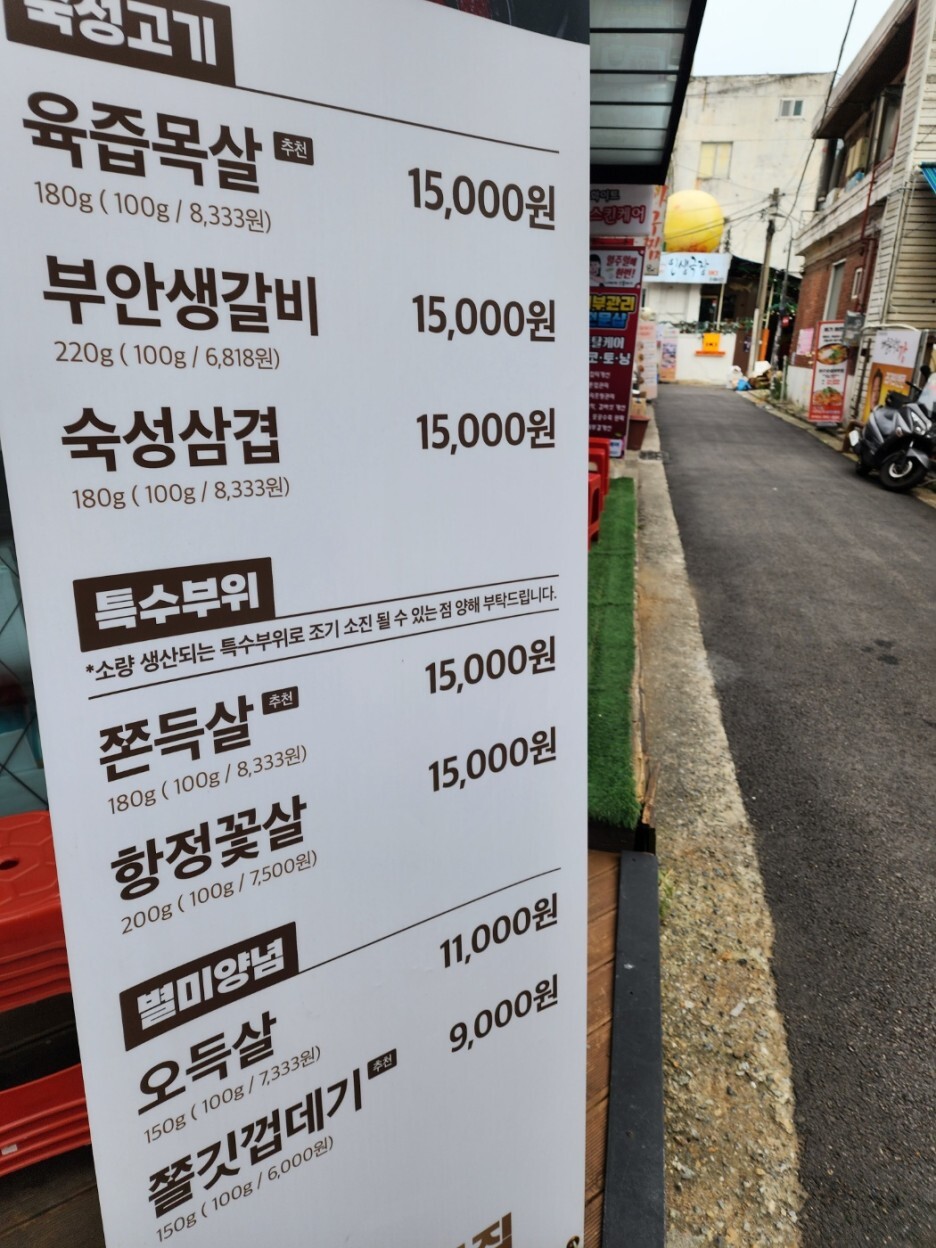 숙성고기
육즙목살 추천
180g ( 100g / 8,333원)
15,000원
부안생갈비
220g ( 100g / 6,818원)
15,000원
숙성삼겹
180g ( 100g / 8,333원)
15,000원
특수부위
*소량 생산되는 특수부위로 조기 소진 될 수 있는 점 양해 부탁드립니다.
쫀득살 추천
180g ( 100g / 8,333원)
15,000원
항정꽃살
200g ( 100g / 7,500원)
15,000원
별미양념
오득살
150g ( 100g / 7,333원)
11,000원
쫄깃껍데기 추천
150g ( 100g / 6,000원)
9,000원
스킨케어